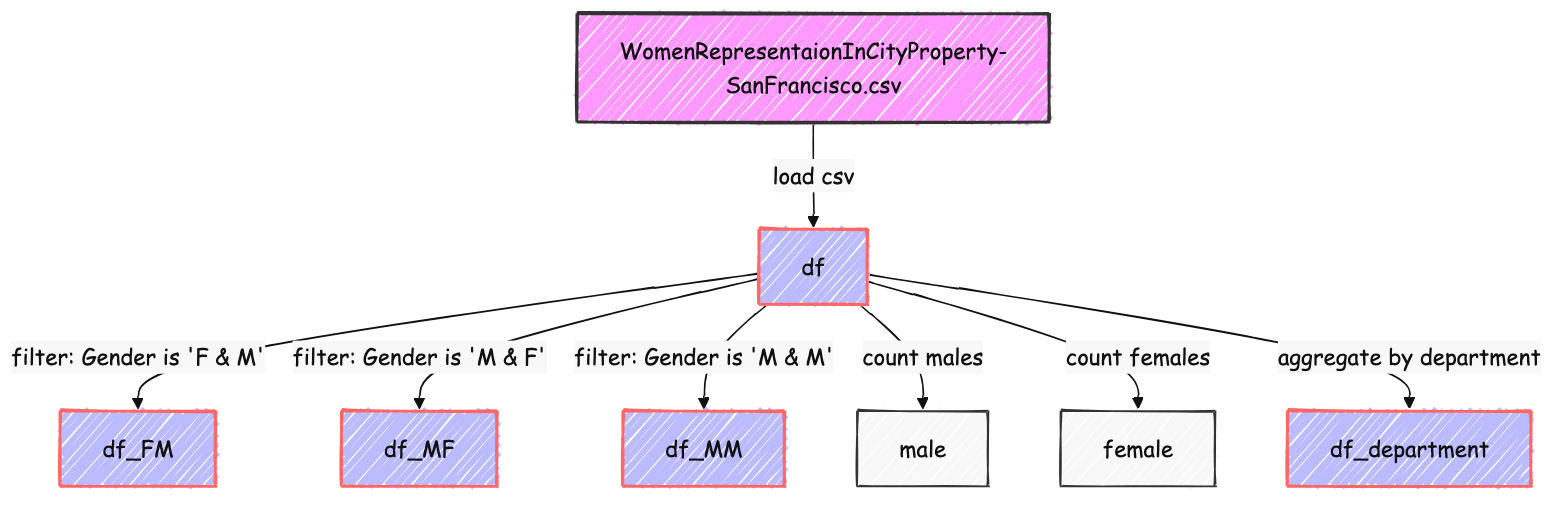 WomenRepresentaionInCityProperty-
SanFrancisco.csv
load csv
df
filter: Gender is 'F & M'
filter: Gender is 'M & F'
filter: Gender is 'M & M'
count males
count females
aggregate by department
df_FM
df_MF
df_MM
male
female
df_department